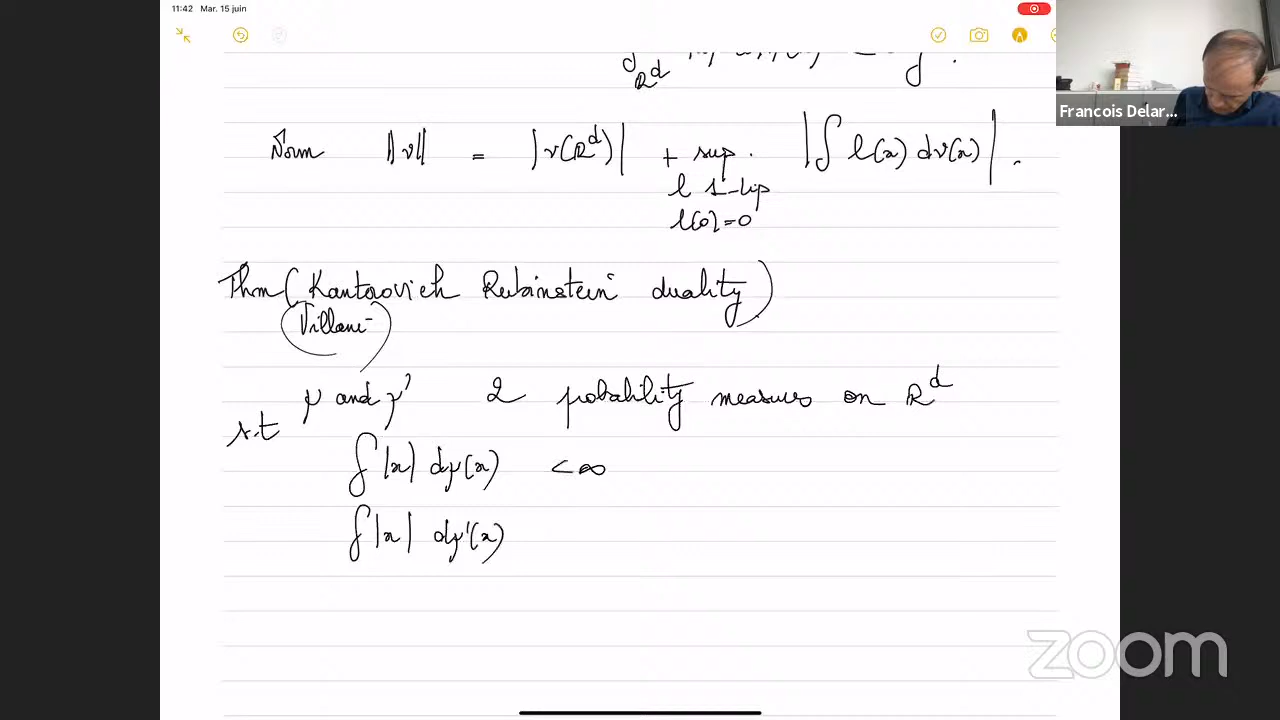 11:42 Mar. 15 juin
Francois Delar...
∫_{ℝ^d}
Norm ‖ν‖ = |ν(ℝ^d)| + sup. |∫ l(x) dν(x)|.
l 1-lip
l(0)=0
Thm (Kantorovich Rubinstein duality)
(Villani)
μ and μ' 2 probability measures on ℝ^d
s.t
∫ |x| dμ(x) < ∞
∫ |x| dμ'(x)
zoom